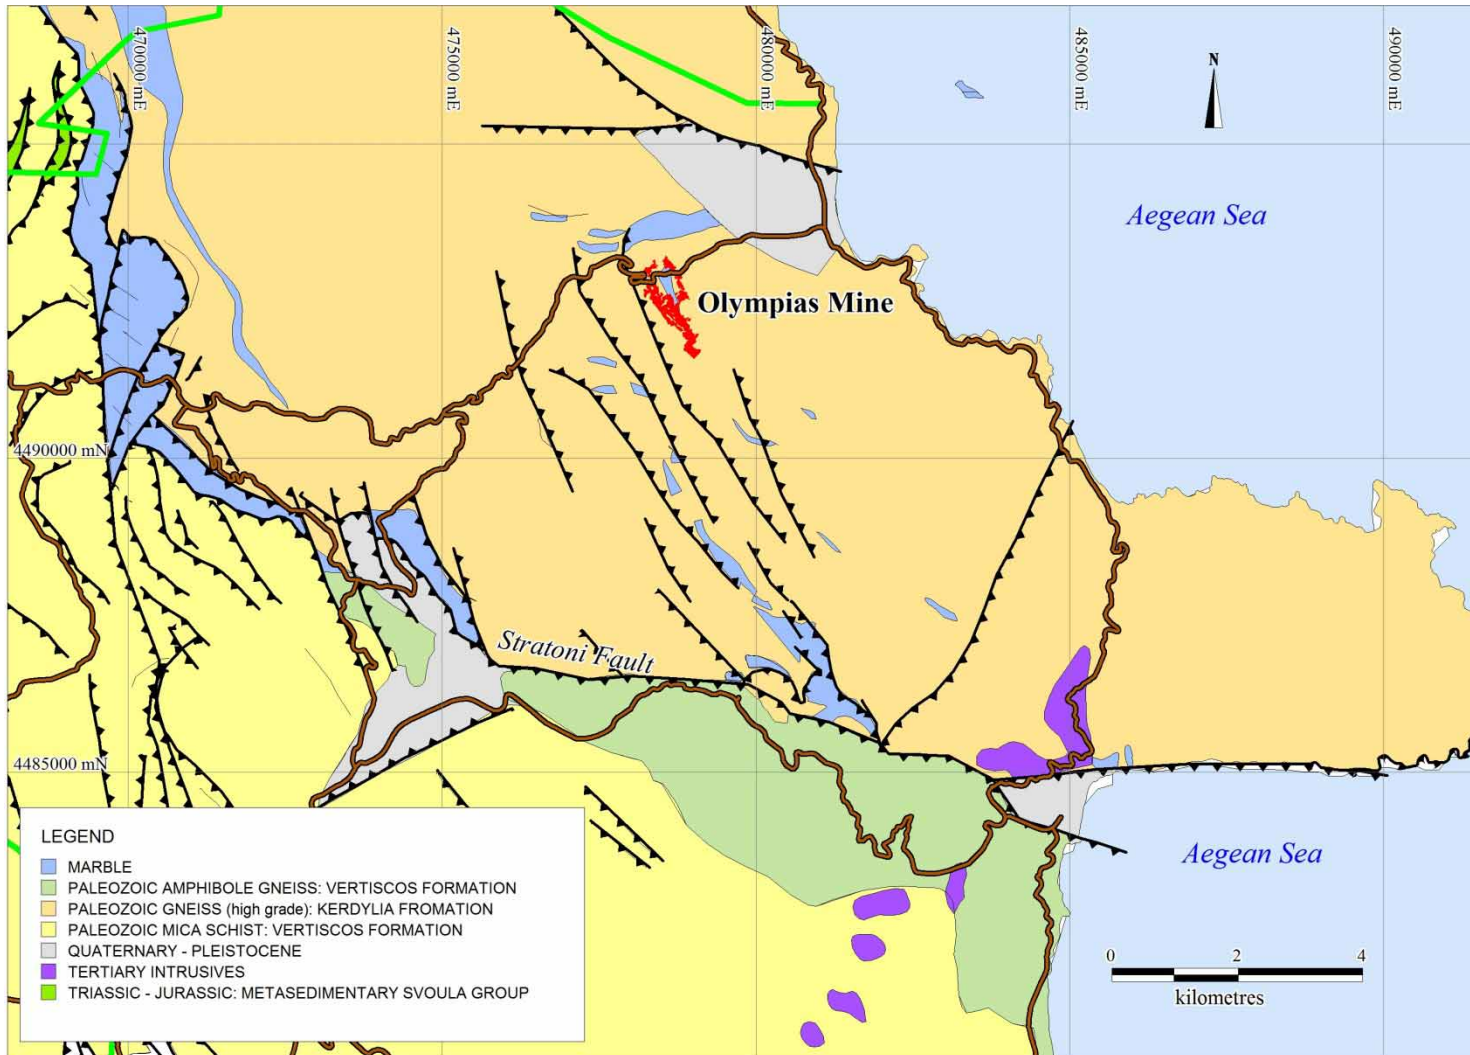 470000 mE
475000 mE
480000 mE
485000 mE
490000 mE
N
Aegean Sea
Olympias Mine
4490000 mN
Stratoni Fault
4485000 mN
LEGEND
MARBLE
PALEOZOIC AMPHIBOLE GNEISS: VERTISCOS FORMATION
PALEOZOIC GNEISS (high grade): KERDYLIA FROMATION
PALEOZOIC MICA SCHIST: VERTISCOS FORMATION
QUATERNARY - PLEISTOCENE
TERTIARY INTRUSIVES
TRIASSIC - JURASSIC: METASEDIMENTARY SVOULA GROUP
Aegean Sea
0 2 4
kilometres